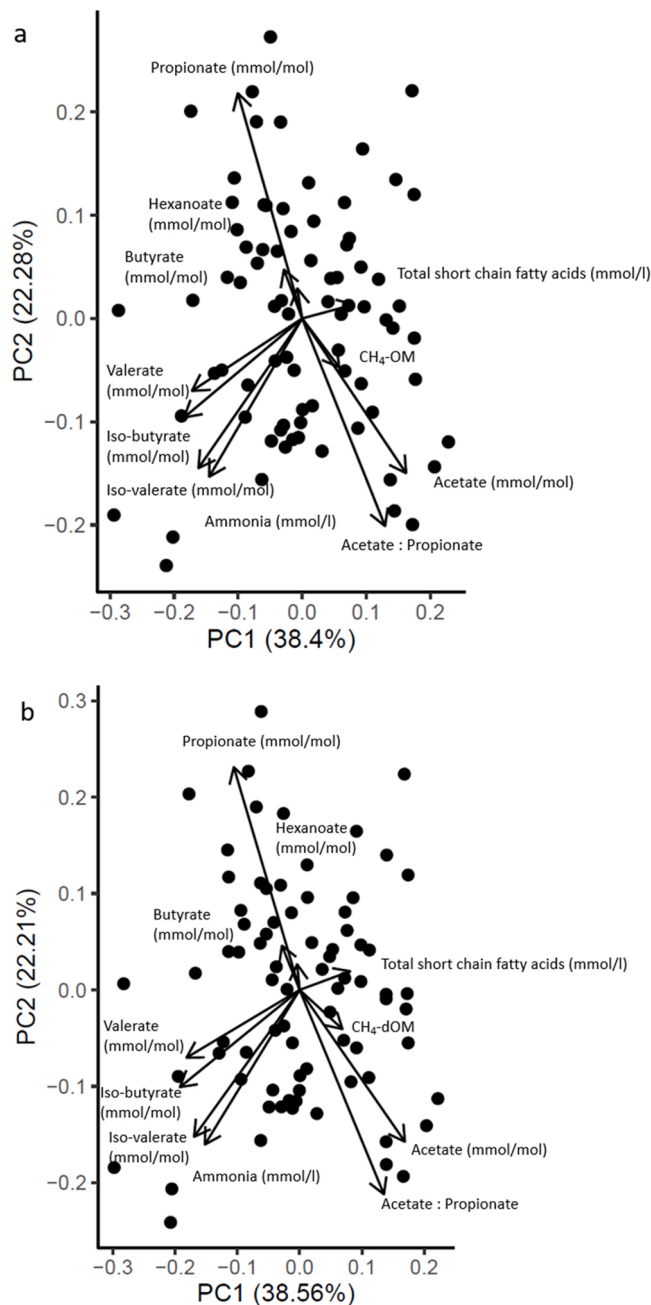 a
Propionate (mmol/mol)
0.2
Hexanoate
(mmol/mol)
0.1
Butyrate
(mmol/mol)
Total short chain fatty acids (mmol/l)
PC2 (22.28%)
0.0
CH₄-OM
Valerate
(mmol/mol)
−0.1
Iso-butyrate
(mmol/mol)
Iso-valerate (mmol/mol)
Acetate (mmol/mol)
Ammonia (mmol/l)
−0.2
Acetate : Propionate
−0.3 −0.2 −0.1 0.0 0.1 0.2
PC1 (38.4%)
b
0.3
Propionate (mmol/mol)
0.2
Hexanoate
(mmol/mol)
0.1
Butyrate
(mmol/mol)
Total short chain fatty acids (mmol/l)
PC2 (22.21%)
0.0
CH₄-dOM
Valerate
(mmol/mol)
−0.1
Iso-butyrate
(mmol/mol)
Iso-valerate
(mmol/mol)
Acetate (mmol/mol)
Ammonia (mmol/l)
−0.2
Acetate : Propionate
−0.3 −0.2 −0.1 0.0 0.1 0.2
PC1 (38.56%)